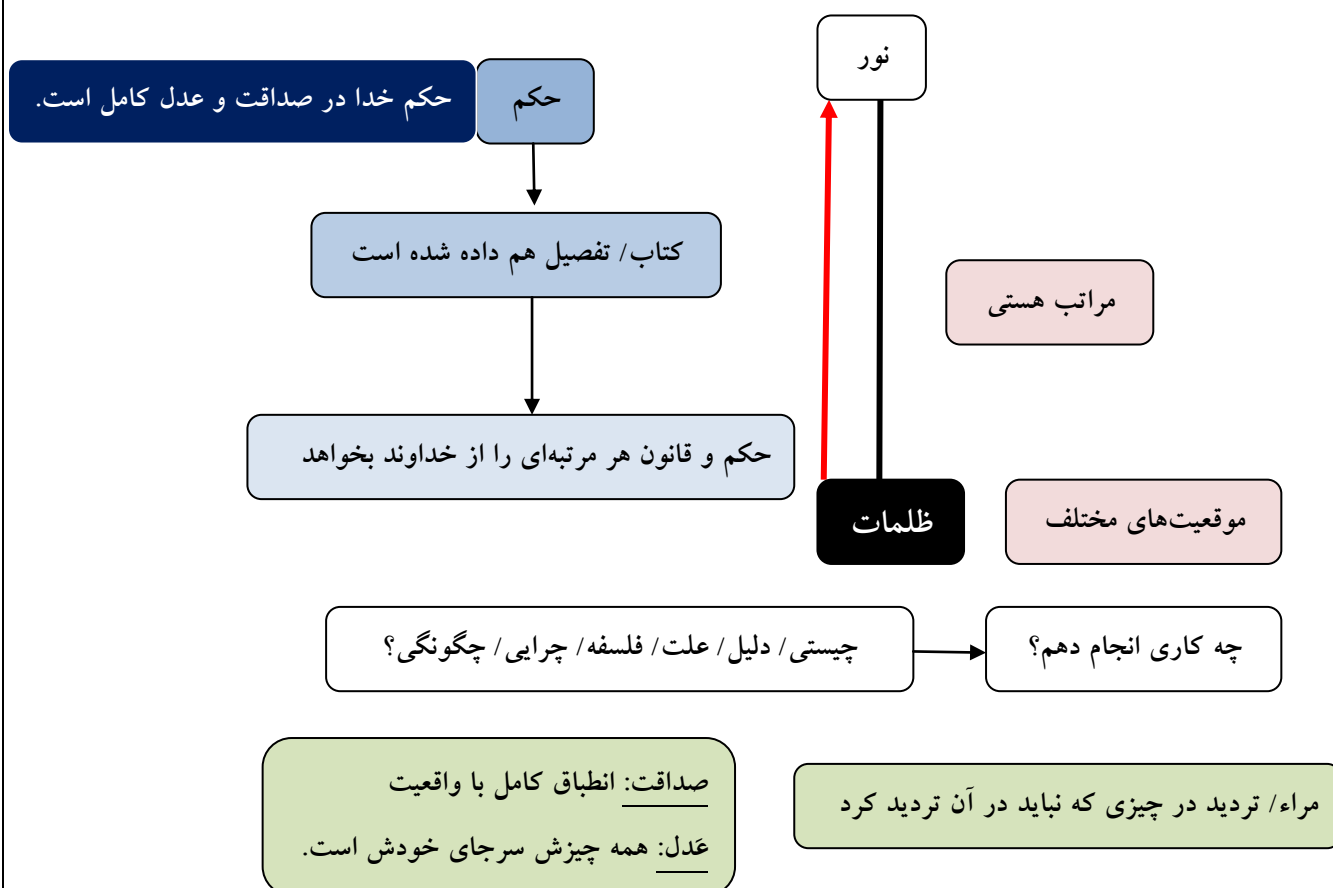 نور
حکم
حکم خدا در صداقت و عدل کامل است.
کتاب/ تفصیل هم داده شده است
مراتب هستی
حکم و قانون هر مرتبه‌ای را از خداوند بخواهد
موقعیت‌های مختلف
ظلمات
چه کاری انجام دهم؟
چیستی/ دلیل/ علت/ فلسفه/ چرایی/ چگونگی؟
مراء/ تردید در چیزی که نباید در آن تردید کرد
صداقت: انطباق کامل با واقعیت
عَدل: همه چیزش سرجای خودش است.